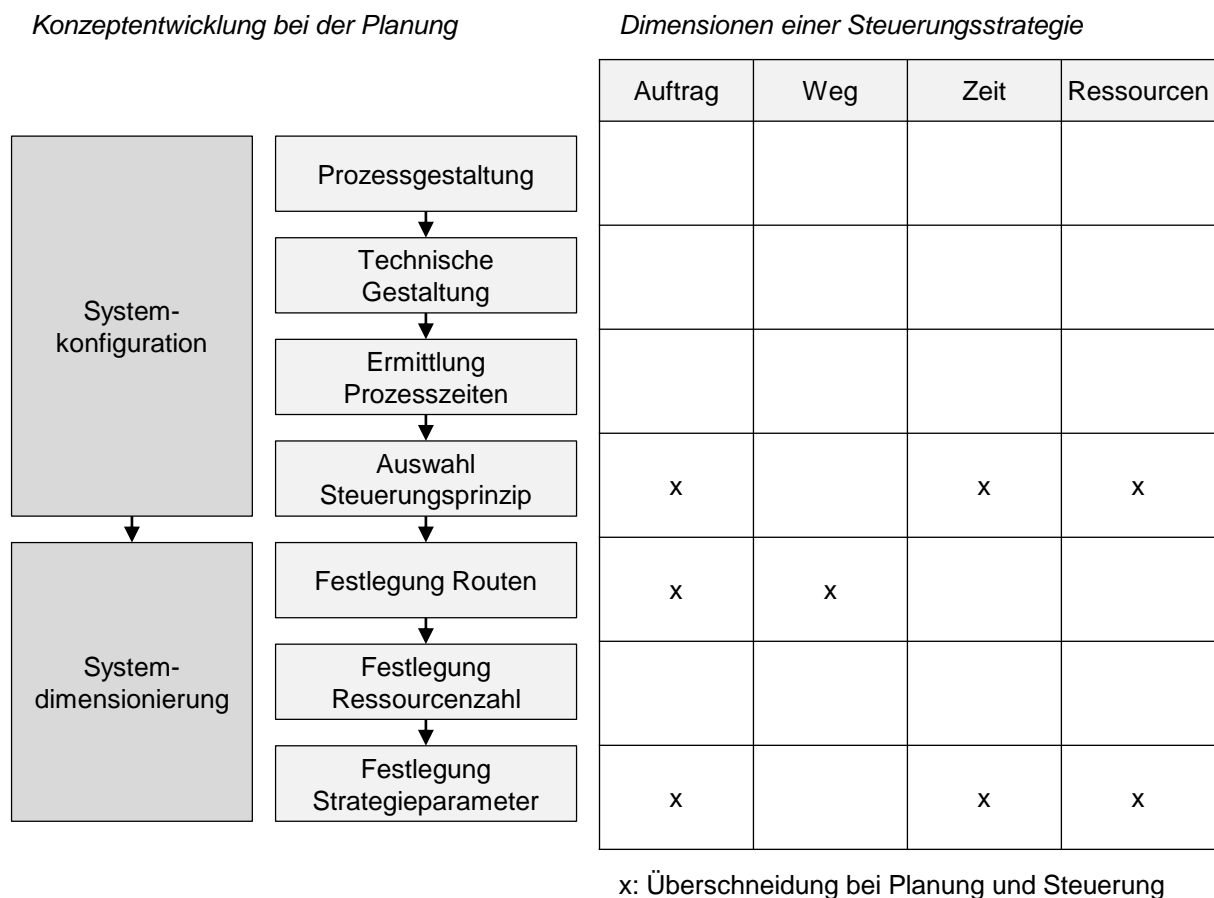 Konzeptentwicklung bei der Planung
Dimensionen einer Steuerungsstrategie
Auftrag
Weg
Zeit
Ressourcen
System-
konfiguration
Prozessgestaltung
Technische
Gestaltung
Ermittlung
Prozesszeiten
Auswahl
Steuerungsprinzip
x
x
x
System-
dimensionierung
Festlegung Routen
x
x
Festlegung
Ressourcenzahl
Festlegung
Strategieparameter
x
x
x
x: Überschneidung bei Planung und Steuerung